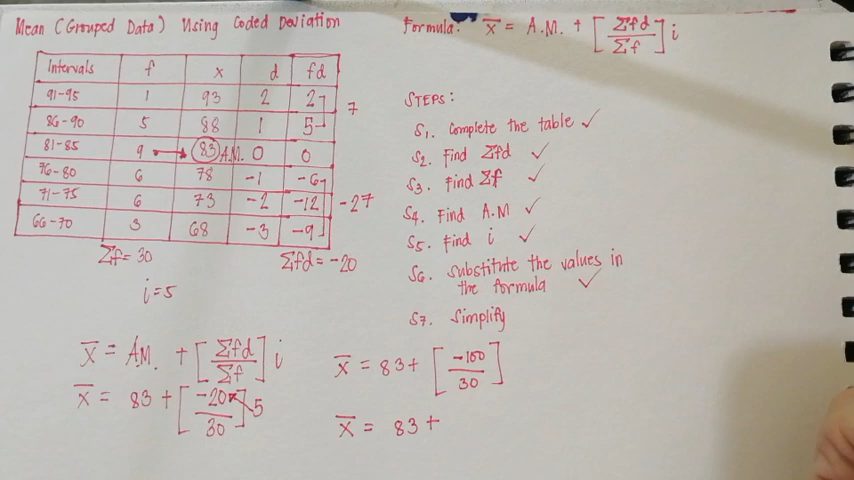 Mean (Grouped Data) Using Coded Deviation
Formula: x̅ = A.M. + [Σfd/Σf] i
Intervals f x d fd
91-95 1 93 2 2
86-90 5 88 1 5
7
81-85 9 83 A.M. 0 0
76-80 6 78 -1 -6
71-75 6 73 -2 -12
-27
66-70 3 68 -3 -9
Σf = 30 Σfd = -20
i = 5
x̅ = A.M. + [Σfd/Σf] i
x̅ = 83 + [-20/30] 5
STEPS:
S1. Complete the table ✓
S2. Find Σfd ✓
S3. Find Σf ✓
S4. Find A.M ✓
S5. Find i ✓
S6. Substitute the values in
the formula ✓
S7. Simplify
x̅ = 83 + [-100/30]
x̅ = 83 +